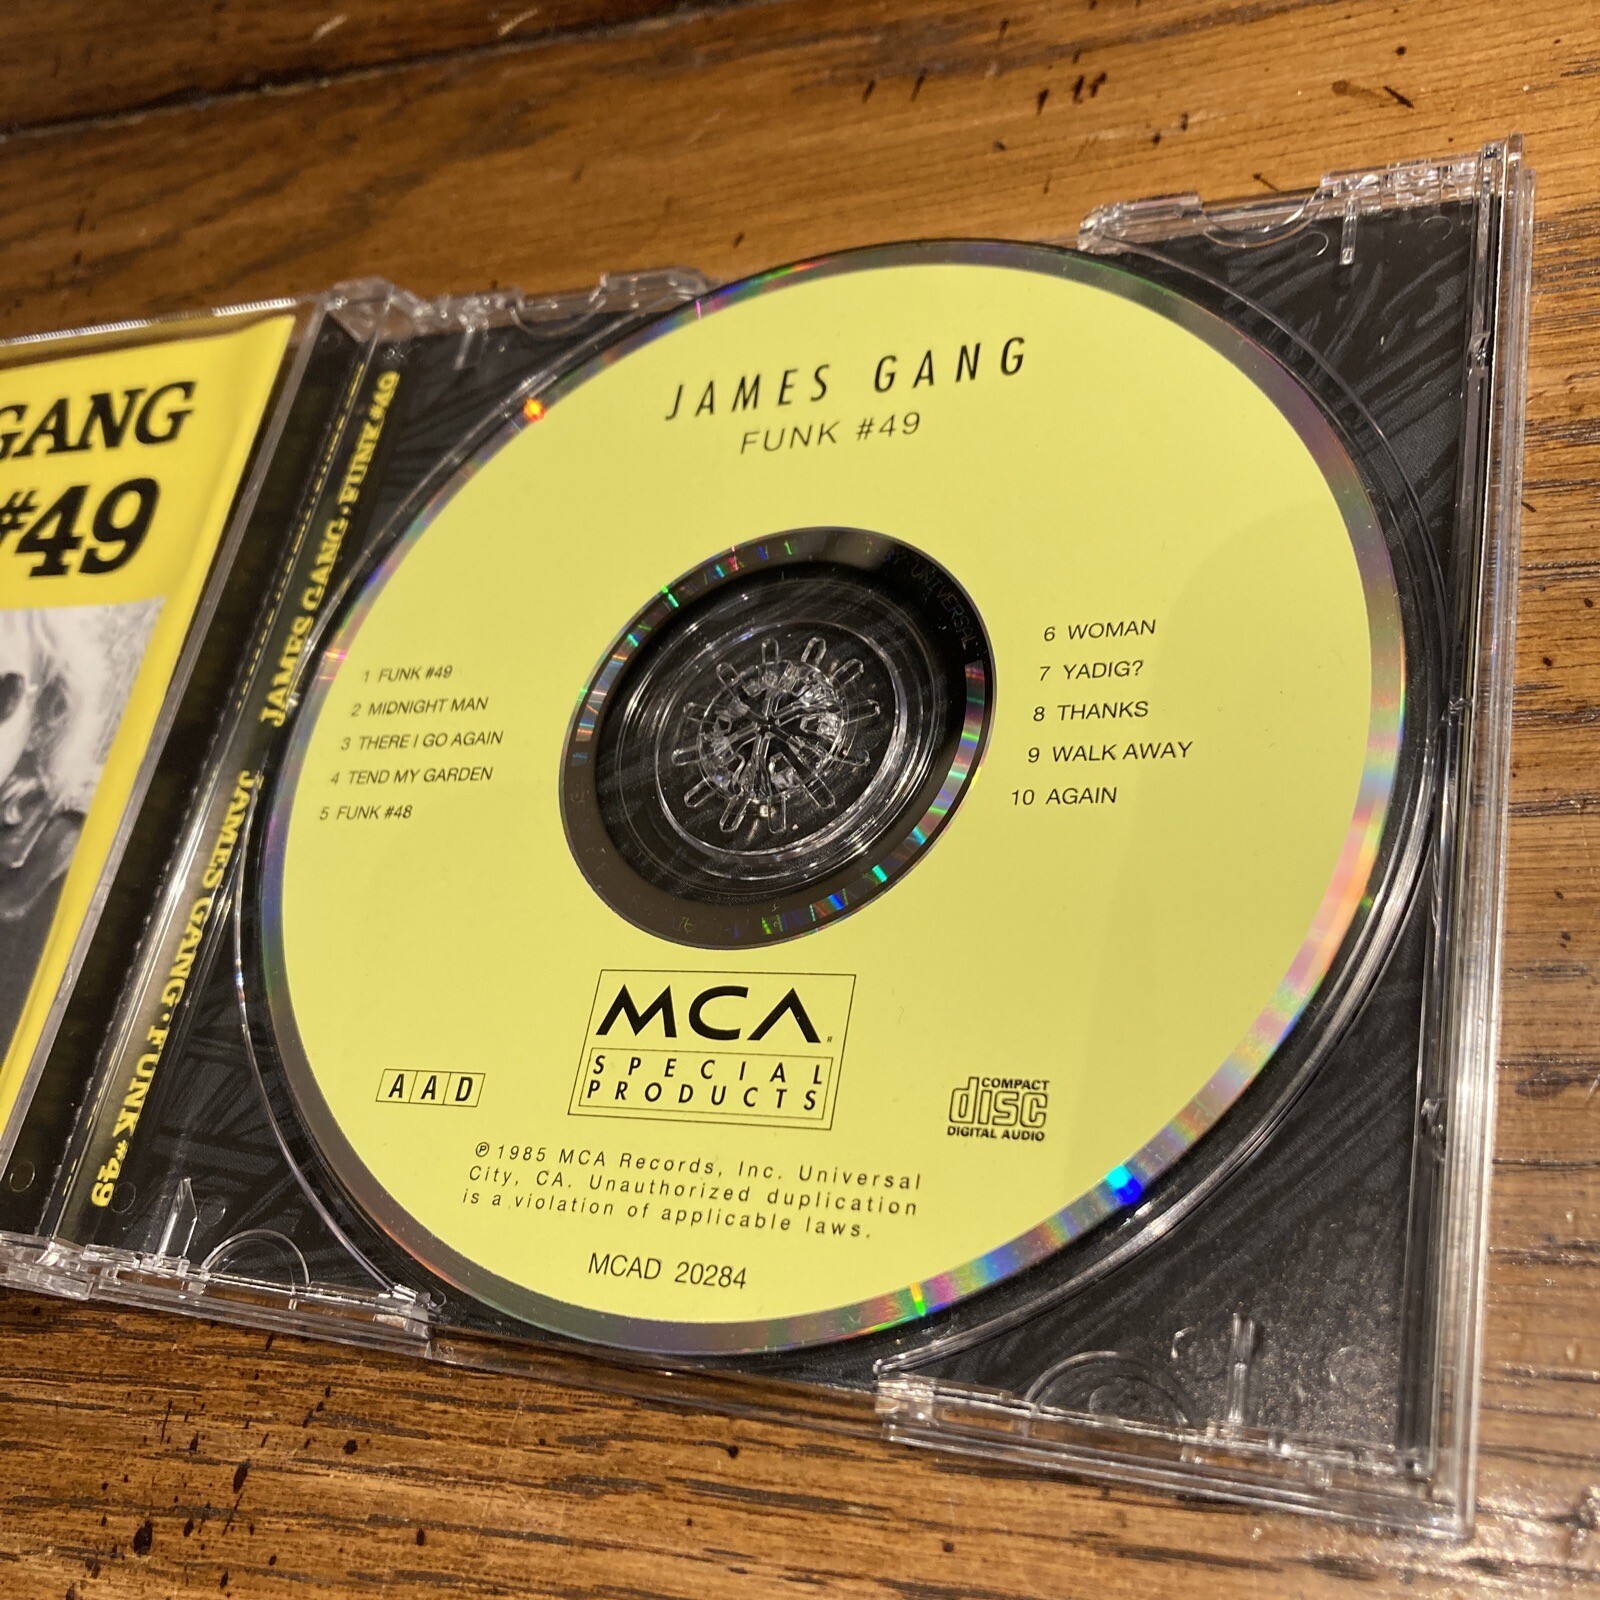 GANG
#49
JAMES GANG · FUNK #49
JAMES GANG · FUNK #49
JAMES GANG
FUNK #49
1 FUNK #49
2 MIDNIGHT MAN
3 THERE I GO AGAIN
4 TEND MY GARDEN
5 FUNK #48
6 WOMAN
7 YADIG?
8 THANKS
9 WALK AWAY
10 AGAIN
BY UNIVERSAL
MCA®
SPECIAL
PRODUCTS
AAD
COMPACT
disc
DIGITAL AUDIO
℗ 1985 MCA Records, Inc. Universal
City, CA. Unauthorized duplication
is a violation of applicable laws.
MCAD 20284